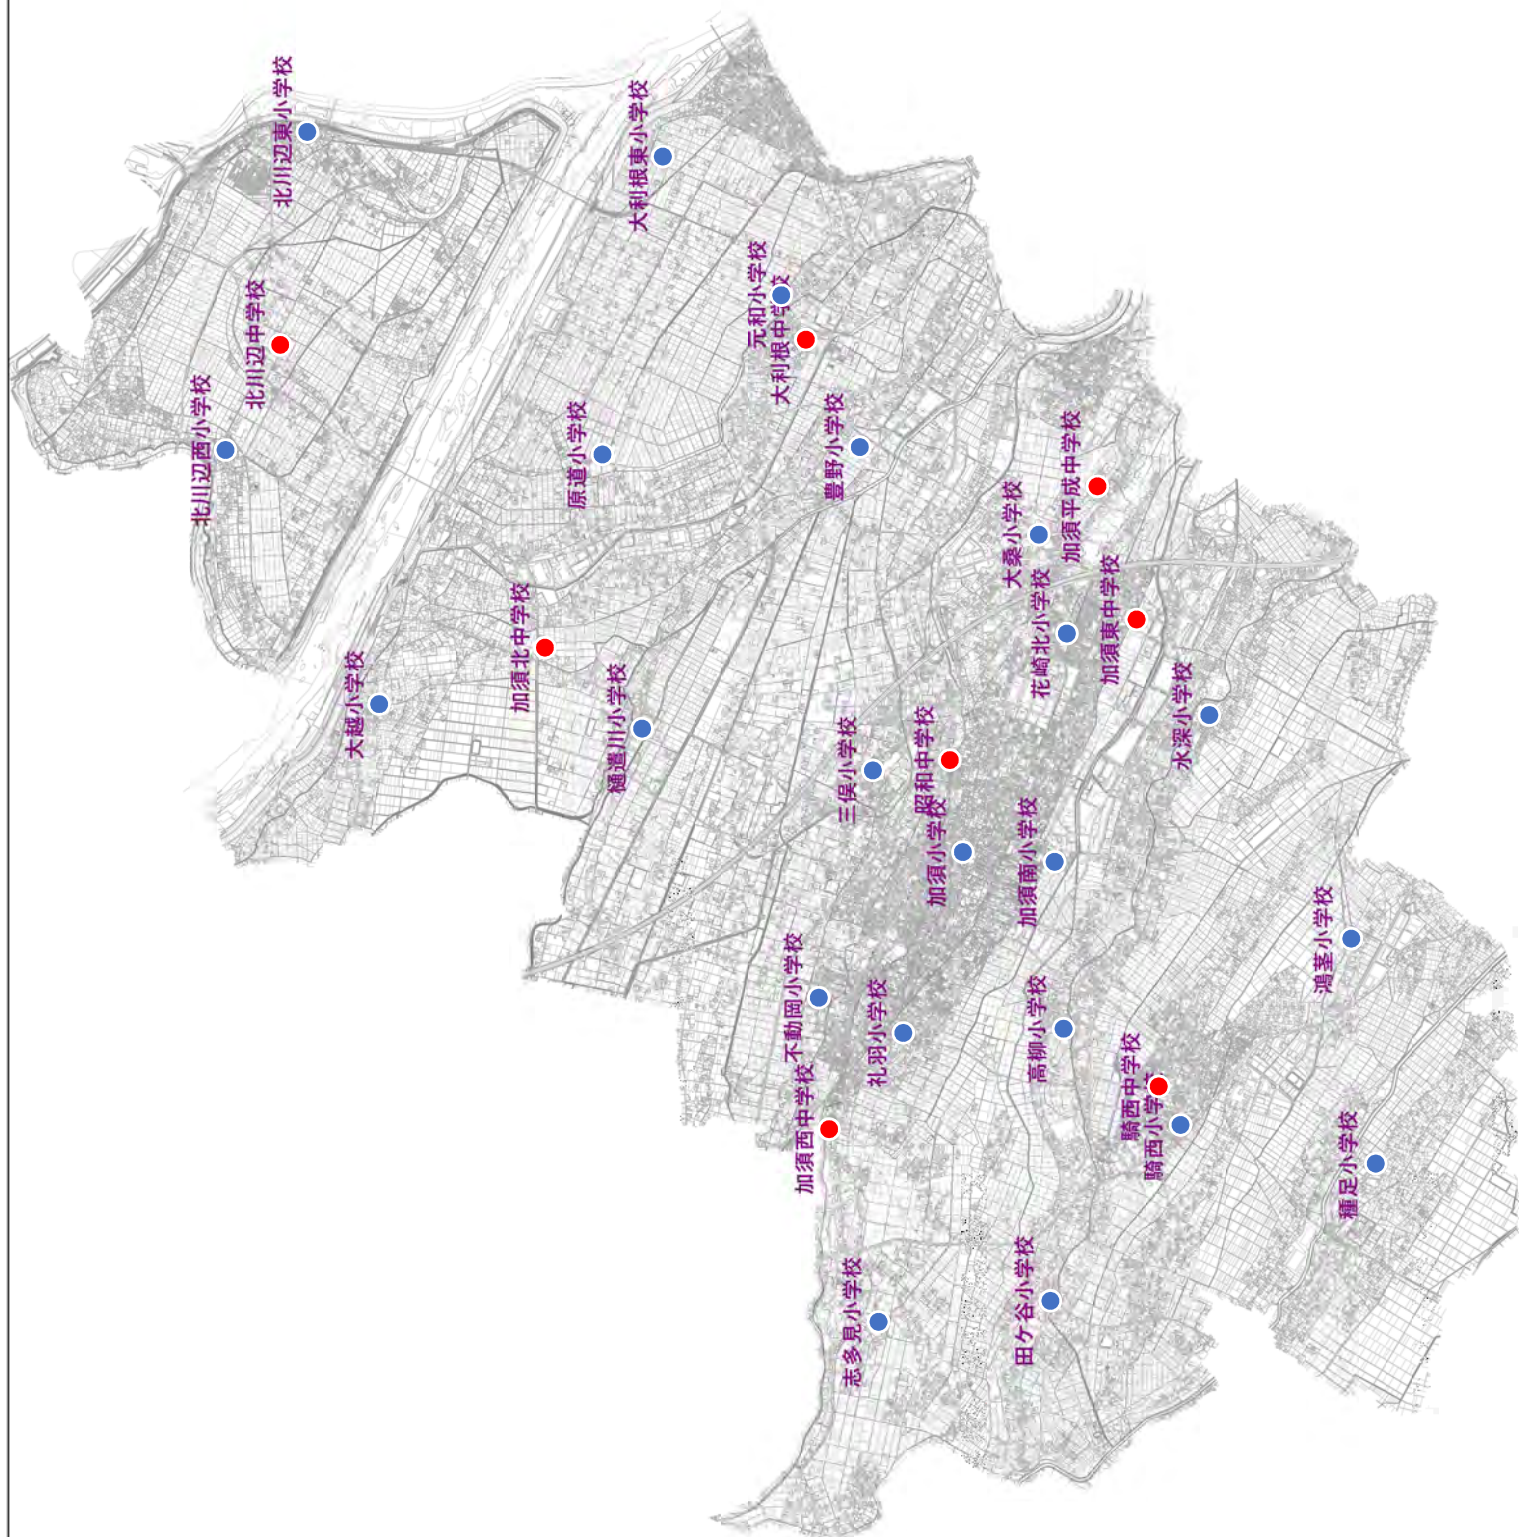 北川辺西小学校
北川辺中学校
北川辺東小学校
大越小学校
加須北中学校
原道小学校
樋遣川小学校
大利根東小学校
元和小学校
大利根中学校
不動岡小学校
加須西中学校
豊野小学校
三俣小学校
志多見小学校
礼羽小学校
昭和中学校
加須小学校
大桑小学校
田ケ谷小学校
加須南小学校
高柳小学校
花崎北小学校
加須平成中学校
加須東中学校
騎西中学校
騎西小学校
水深小学校
鴻茎小学校
種足小学校